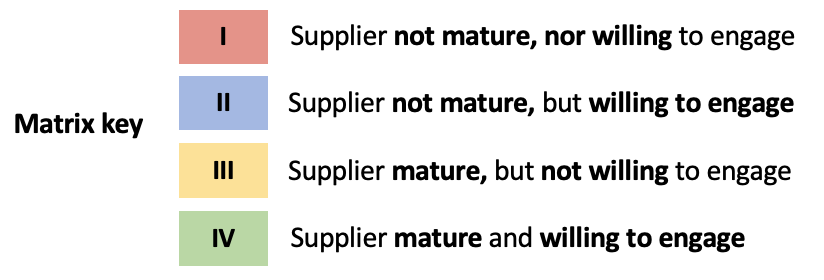 I Supplier not mature, nor willing to engage
II Supplier not mature, but willing to engage
Matrix key
III Supplier mature, but not willing to engage
IV Supplier mature and willing to engage